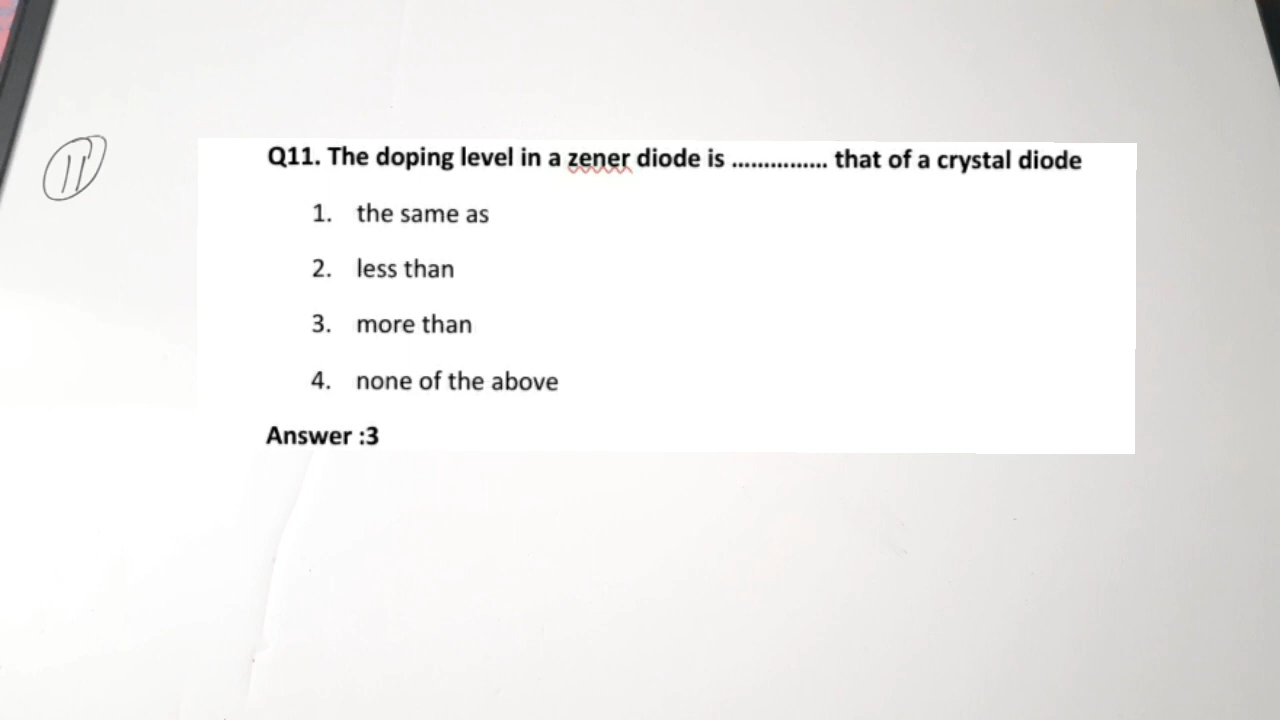 11
Q11. The doping level in a zener diode is ............... that of a crystal diode
1. the same as
2. less than
3. more than
4. none of the above
Answer :3